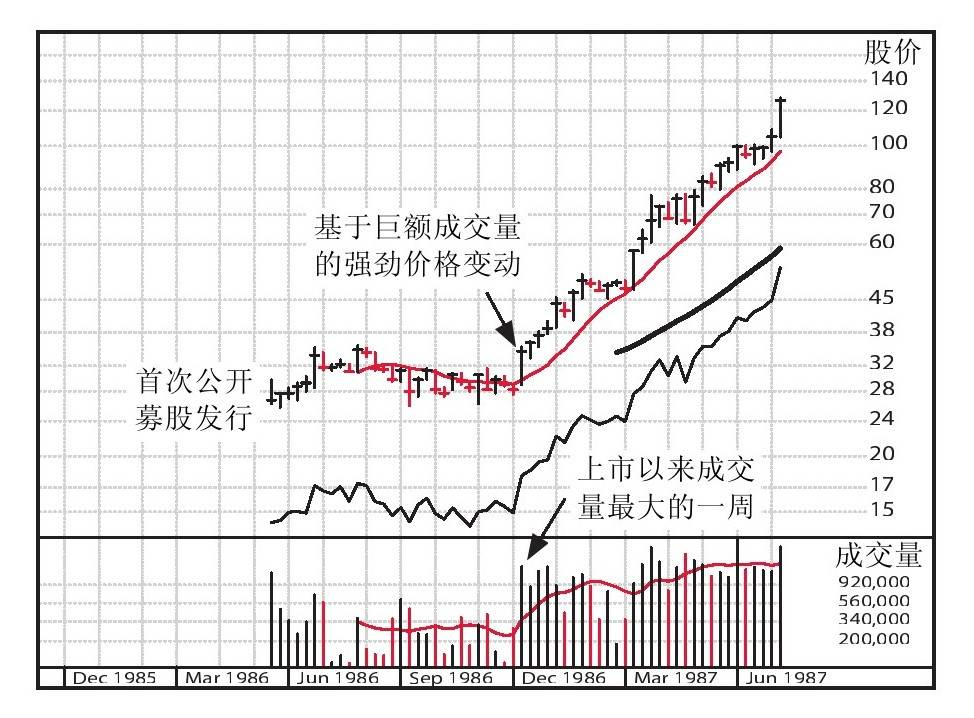 股价
140
120
100
80
70
60
基于巨额成交量
的强劲价格变动
45
38
32
首次公开
募股发行
28
24
20
上市以来成交
量最大的一周
17
15
成交量
920,000
560,000
340,000
200,000
Dec 1985 Mar 1986 Jun 1986 Sep 1986 Dec 1986 Mar 1987 Jun 1987